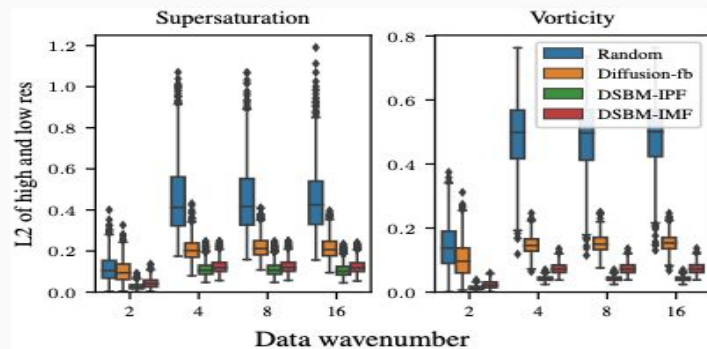 Supersaturation Vorticity
L2 of high and low res
1.2
1.0
0.8
0.6
0.4
0.2
0.0
2 4 8 16
0.8
0.6
0.4
0.2
0.0
2 4 8 16
Random
Diffusion-fb
DSBM-IPF
DSBM-IMF
Data wavenumber